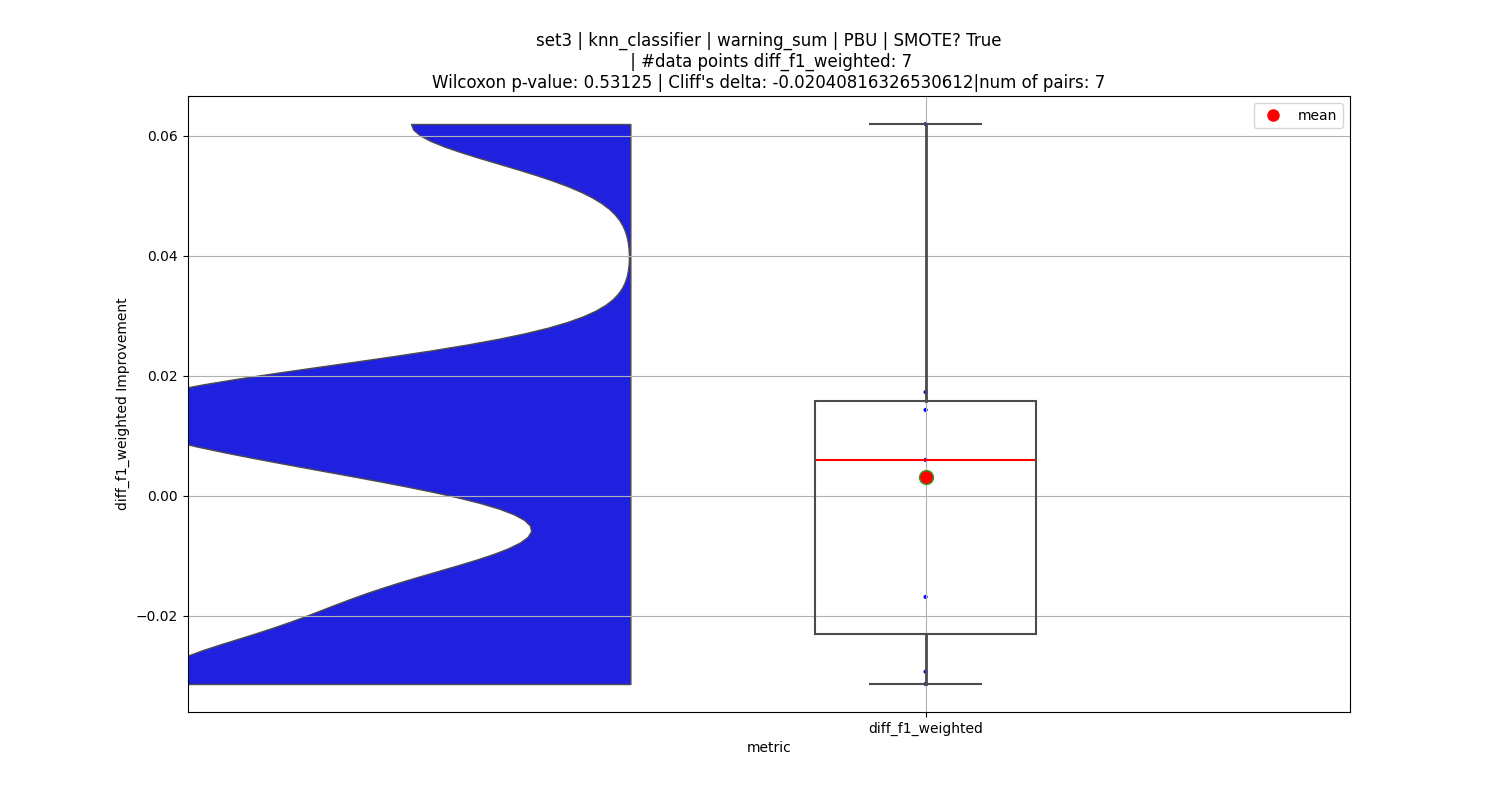 set3 | knn_classifier | warning_sum | PBU | SMOTE? True
| #data points diff_f1_weighted: 7
Wilcoxon p-value: 0.53125 | Cliff's delta: -0.02040816326530612|num of pairs: 7
mean
0.06
0.04
0.02
0.00
−0.02
diff_f1_weighted Improvement
diff_f1_weighted
metric